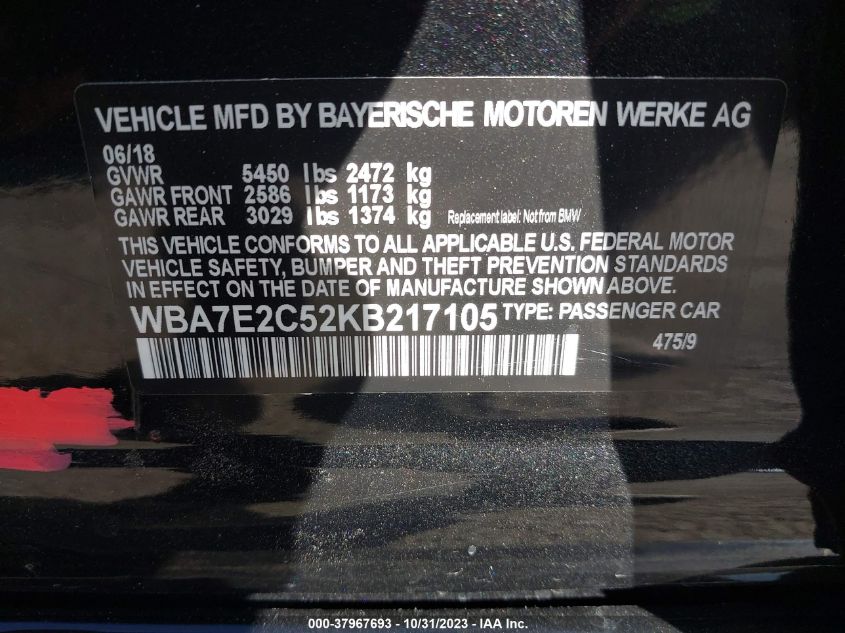 VEHICLE MFD BY BAYERISCHE MOTOREN WERKE AG
06/18
GVWR 5450 lbs 2472 kg
GAWR FRONT 2586 lbs 1173 kg
GAWR REAR 3029 lbs 1374 kg Replacement label: Not from BMW
THIS VEHICLE CONFORMS TO ALL APPLICABLE U.S. FEDERAL MOTOR
VEHICLE SAFETY, BUMPER AND THEFT PREVENTION STANDARDS
IN EFFECT ON THE DATE OF MANUFACTURE SHOWN ABOVE.
WBA7E2C52KB217105 TYPE: PASSENGER CAR
475/9
000-37967693 - 10/31/2023 - IAA Inc.